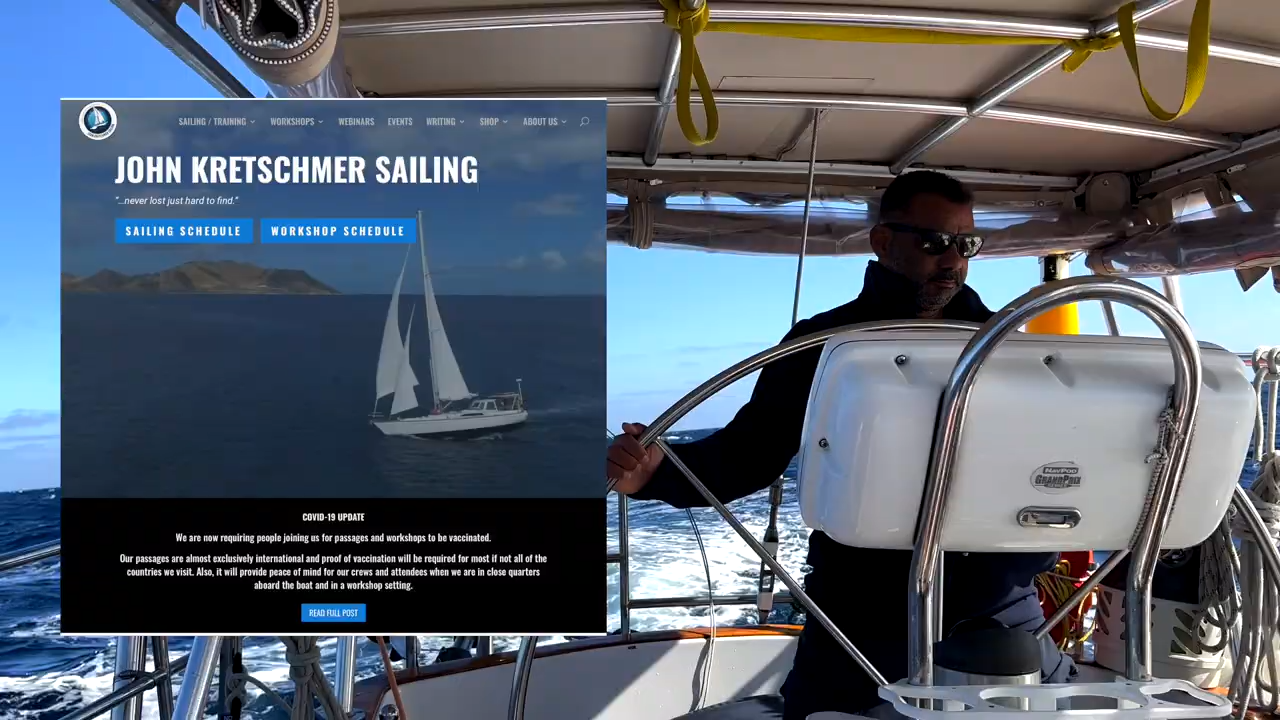 SAILING / TRAINING WORKSHOPS WEBINARS EVENTS WRITING SHOP ABOUT US
JOHN KRETSCHMER SAILING
"...never lost just hard to find."
SAILING SCHEDULE WORKSHOP SCHEDULE
COVID-19 UPDATE
We are now requiring people joining us for passages and workshops to be vaccinated.
Our passages are almost exclusively international and proof of vaccination will be required for most if not all of the
countries we visit. Also, it will provide peace of mind for our crews and attendees when we are in close quarters
aboard the boat and in a workshop setting.
READ FULL POST
NAVPOD
GRANDPRIX